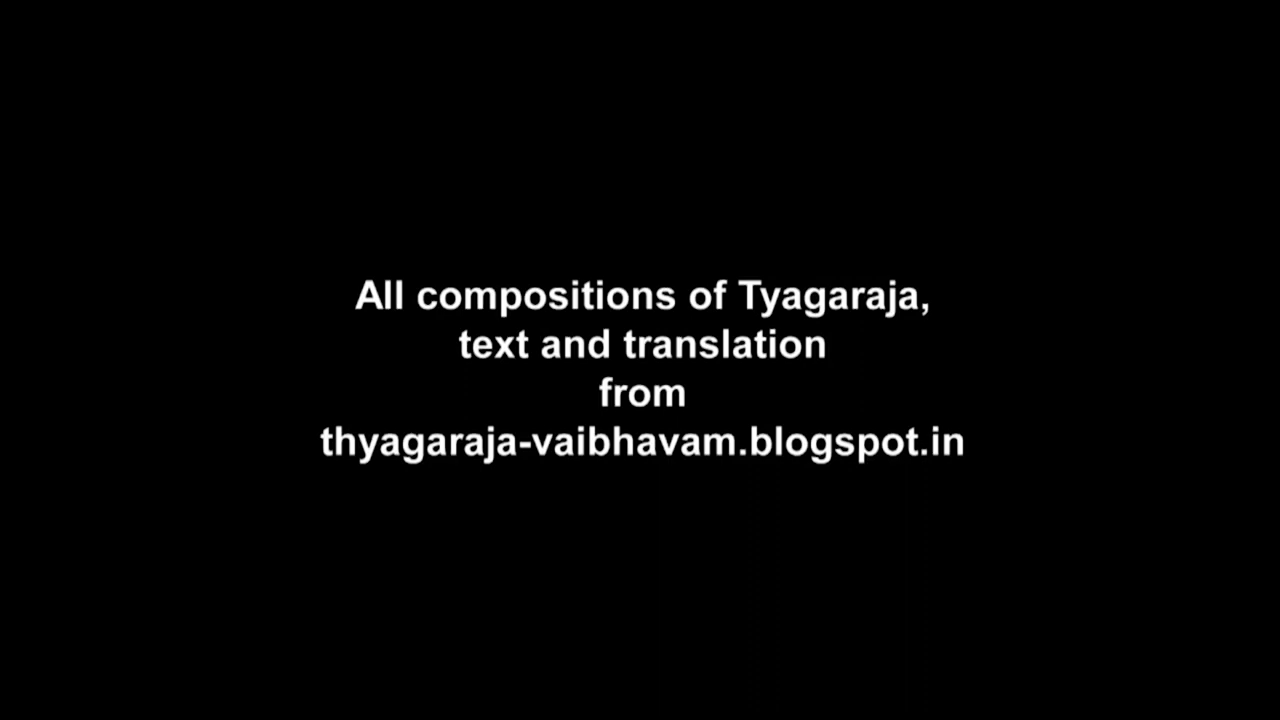 All compositions of Tyagaraja,
text and translation
from
thyagaraja-vaibhavam.blogspot.in